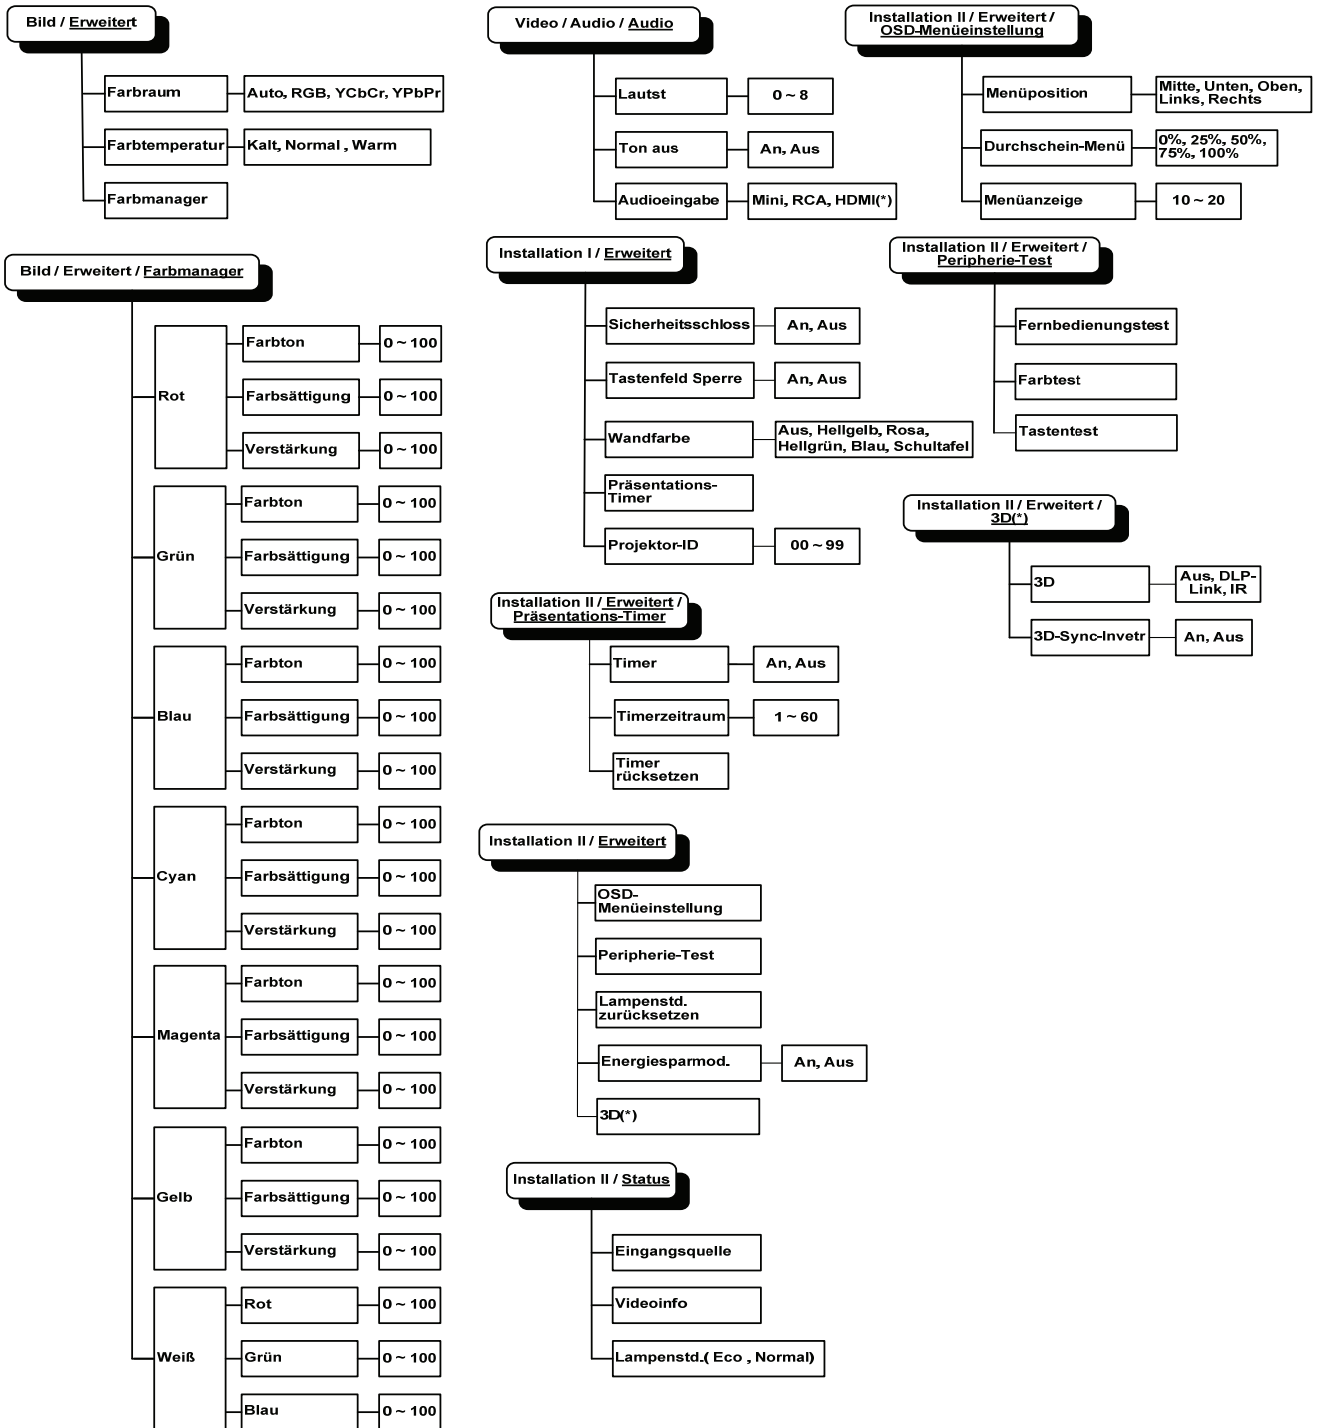 Bild / Erweitert
Farbraum
Auto, RGB, YCbCr, YPbPr
Farbtemperatur
Kalt, Normal , Warm
Farbmanager
Bild / Erweitert / Farbmanager
Rot
Farbton
0 ~ 100
Farbsättigung
0 ~ 100
Verstärkung
0 ~ 100
Grün
Farbton
0 ~ 100
Farbsättigung
0 ~ 100
Verstärkung
0 ~ 100
Blau
Farbton
0 ~ 100
Farbsättigung
0 ~ 100
Verstärkung
0 ~ 100
Cyan
Farbton
0 ~ 100
Farbsättigung
0 ~ 100
Verstärkung
0 ~ 100
Magenta
Farbton
0 ~ 100
Farbsättigung
0 ~ 100
Verstärkung
0 ~ 100
Gelb
Farbton
0 ~ 100
Farbsättigung
0 ~ 100
Verstärkung
0 ~ 100
Weiß
Rot
0 ~ 100
Grün
0 ~ 100
Blau
0 ~ 100
Video / Audio / Audio
Lautst
0 ~ 8
Ton aus
An, Aus
Audioeingabe
Mini, RCA, HDMI(*)
Installation I / Erweitert
Sicherheitsschloss
An, Aus
Tastenfeld Sperre
An, Aus
Wandfarbe
Aus, Hellgelb, Rosa,
Hellgrün, Blau, Schultafel
Präsentations-
Timer
Projektor-ID
00 ~ 99
Installation II / Erweitert /
Präsentations-Timer
Timer
An, Aus
Timerzeitraum
1 ~ 60
Timer
rücksetzen
Installation II / Erweitert
OSD-
Menüeinstellung
Peripherie-Test
Lampenstd.
zurücksetzen
Energiesparmod.
An, Aus
3D(*)
Installation II / Status
Eingangsquelle
Videoinfo
Lampenstd.( Eco , Normal)
Installation II / Erweitert /
OSD-Menüeinstellung
Menüposition
Mitte, Unten, Oben,
Links, Rechts
Durchschein-Menü
0%, 25%, 50%,
75%, 100%
Menüanzeige
10 ~ 20
Installation II / Erweitert /
Peripherie-Test
Fernbedienungstest
Farbtest
Tastentest
Installation II / Erweitert /
3D(*)
3D
Aus, DLP-
Link, IR
3D-Sync-Invetr
An, Aus